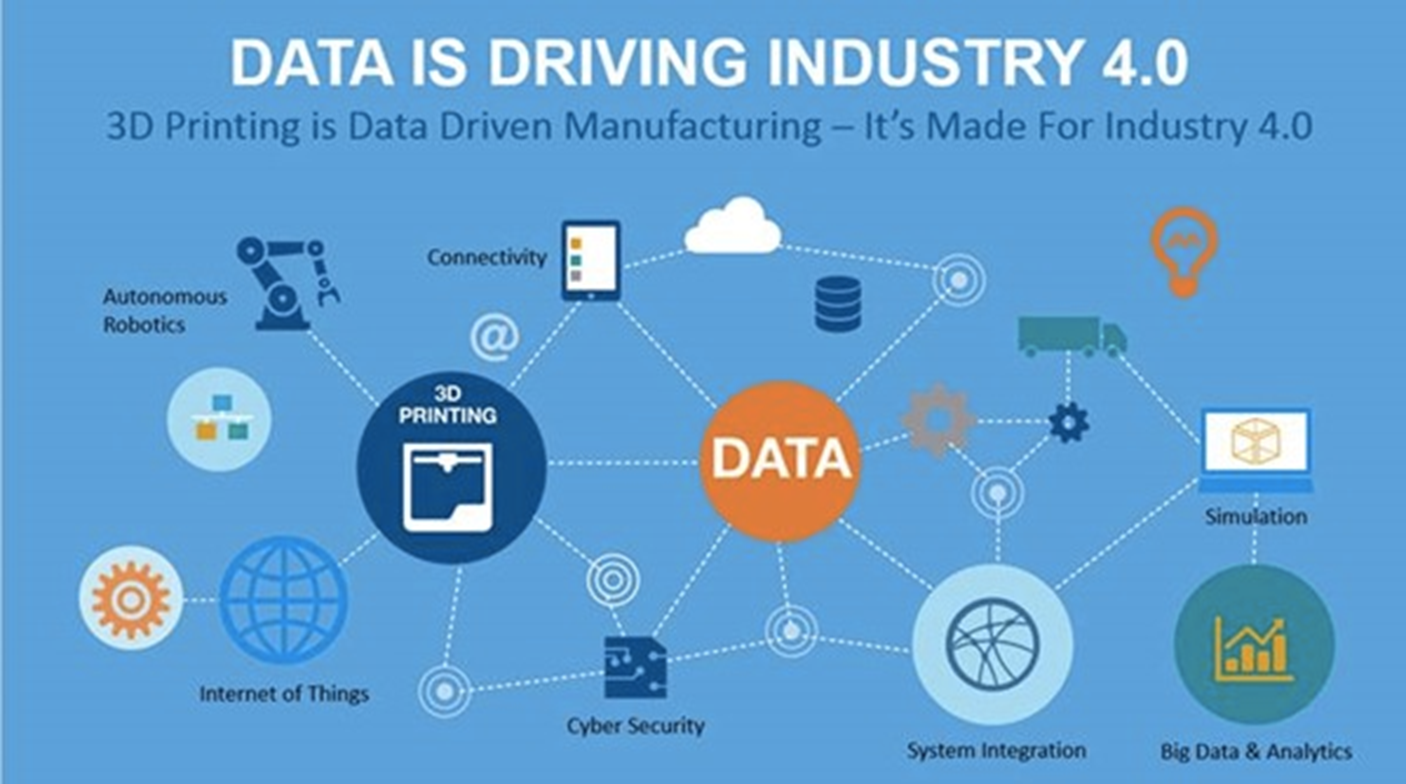 DATA IS DRIVING INDUSTRY 4.0
3D Printing is Data Driven Manufacturing – It's Made For Industry 4.0
Connectivity
Autonomous
Robotics
@
3D
PRINTING
DATA
Simulation
Internet of Things
Cyber Security
System Integration
Big Data & Analytics